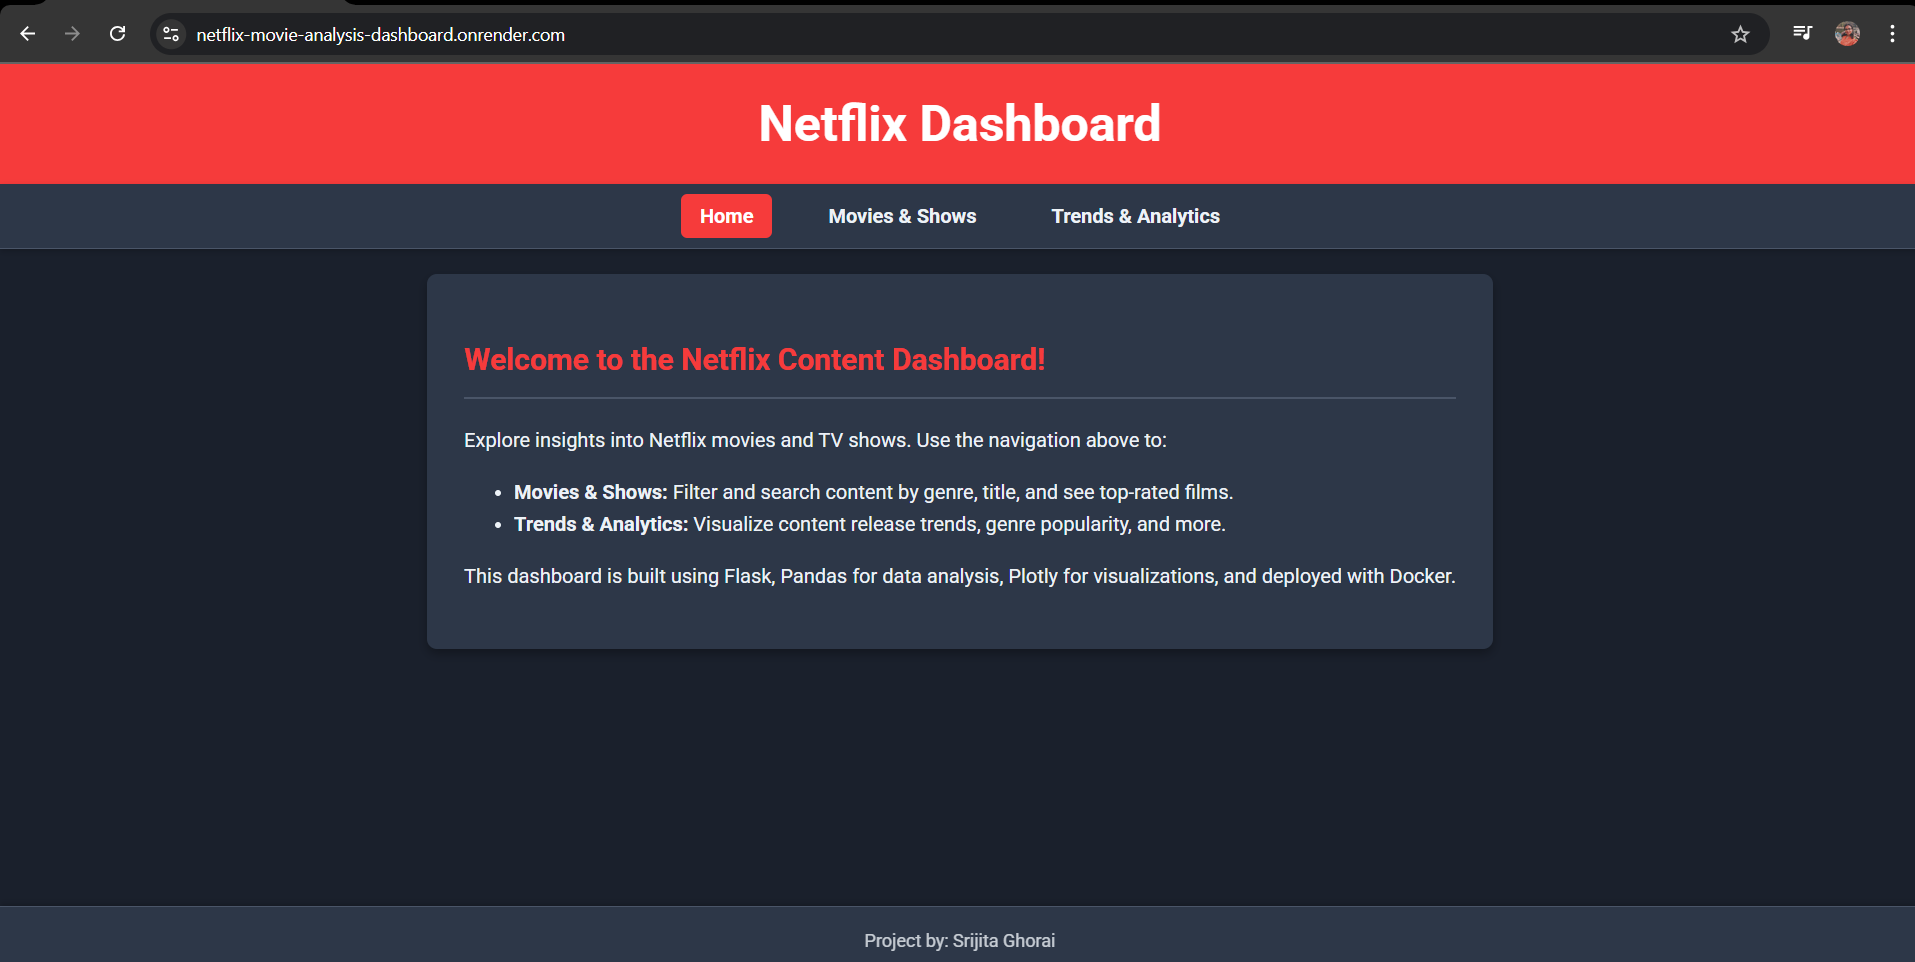 netflix-movie-analysis-dashboard.onrender.com
Netflix Dashboard
Home
Movies & Shows
Trends & Analytics
Welcome to the Netflix Content Dashboard!
Explore insights into Netflix movies and TV shows. Use the navigation above to:
• Movies & Shows: Filter and search content by genre, title, and see top-rated films.
• Trends & Analytics: Visualize content release trends, genre popularity, and more.
This dashboard is built using Flask, Pandas for data analysis, Plotly for visualizations, and deployed with Docker.
Project by: Srijita Ghorai